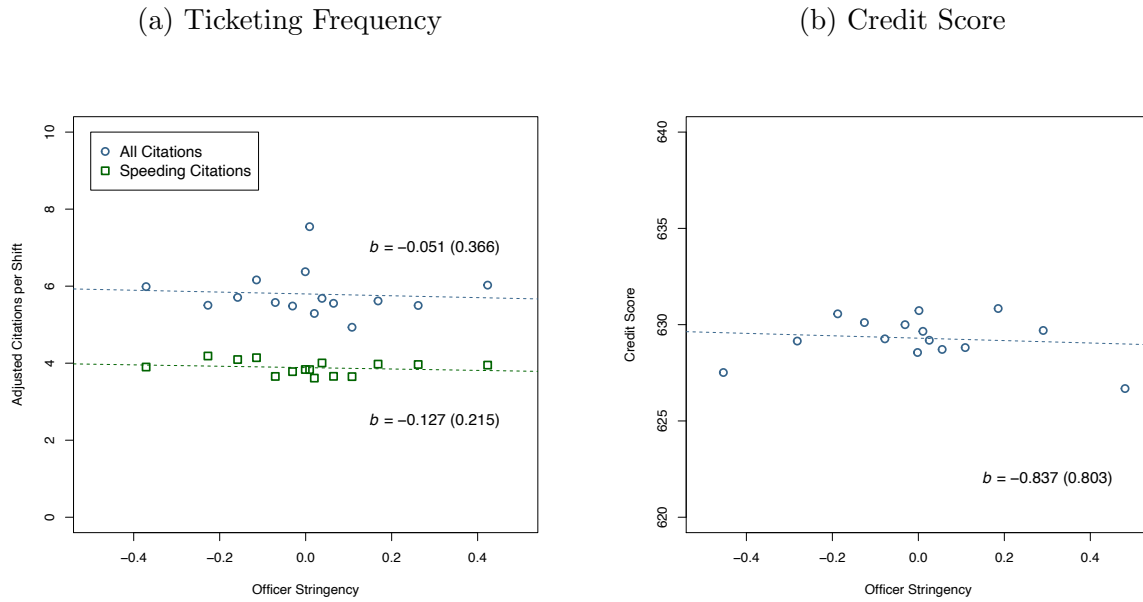 (a) Ticketing Frequency
10
8
6
4
2
0
Adjusted Citations per Shift
All Citations
Speeding Citations
b = −0.051 (0.366)
b = −0.127 (0.215)
−0.4 −0.2 0.0 0.2 0.4
Officer Stringency
(b) Credit Score
640
635
630
625
620
Credit Score
b = −0.837 (0.803)
−0.4 −0.2 0.0 0.2 0.4
Officer Stringency